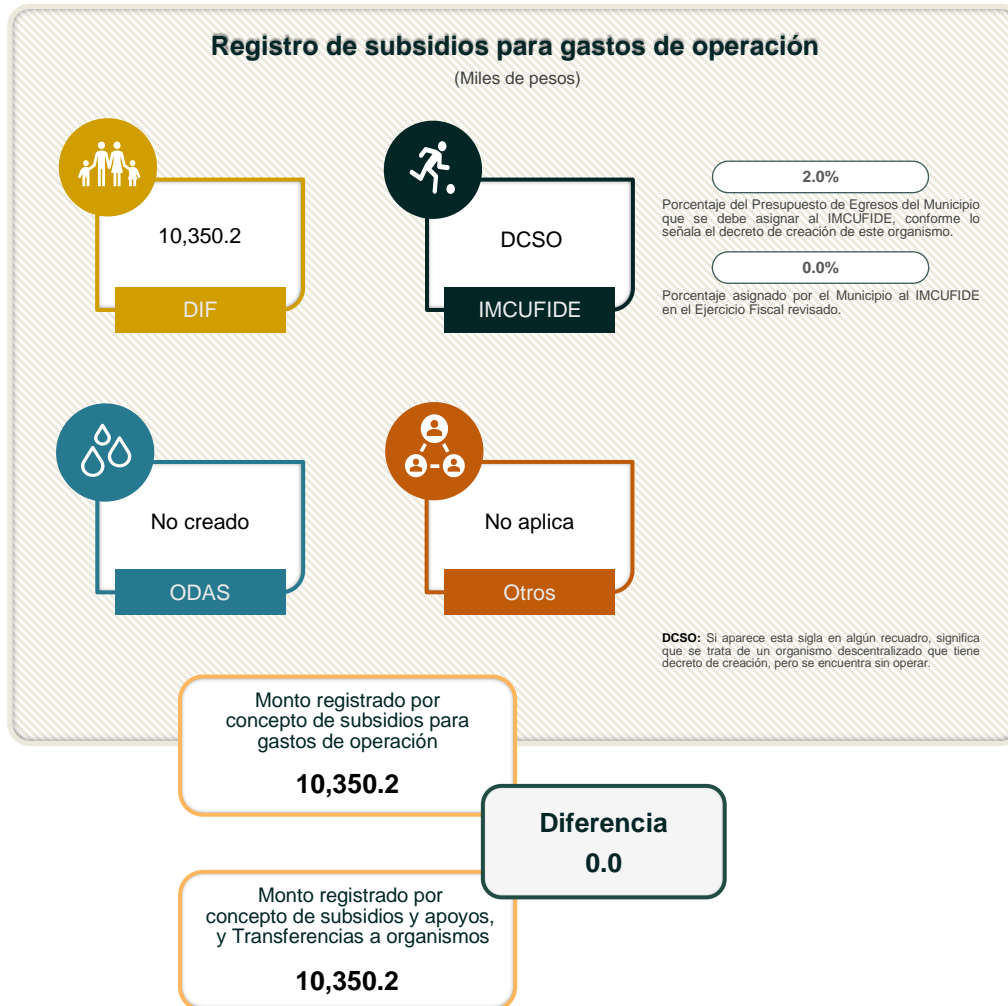 Registro de subsidios para gastos de operación
(Miles de pesos)
10,350.2
DIF
DCSO
IMCUFIDE
2.0%
Porcentaje del Presupuesto de Egresos del Municipio
que se debe asignar al IMCUFIDE, conforme lo
señala el decreto de creación de este organismo.
0.0%
Porcentaje asignado por el Municipio al IMCUFIDE
en el Ejercicio Fiscal revisado.
No creado
ODAS
No aplica
Otros
DCSO: Si aparece esta sigla en algún recuadro, significa
que se trata de un organismo descentralizado que tiene
decreto de creación, pero se encuentra sin operar.
Monto registrado por
concepto de subsidios para
gastos de operación
10,350.2
Diferencia
0.0
Monto registrado por
concepto de subsidios y apoyos,
y Transferencias a organismos
10,350.2